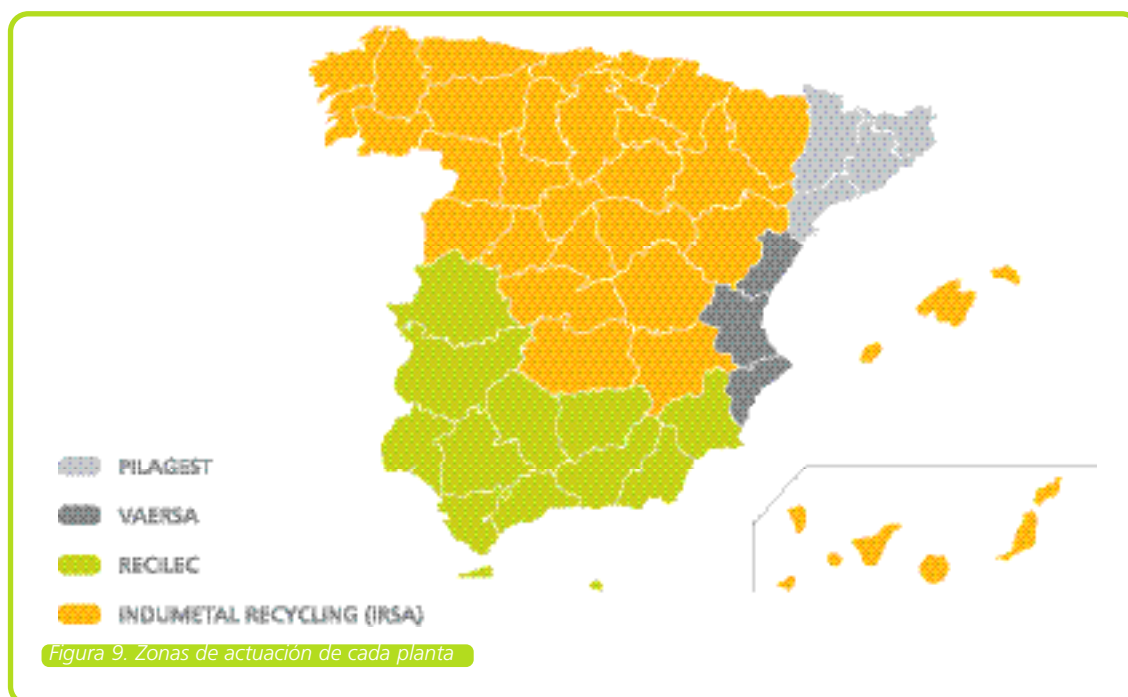 PILAGEST
VAERSA
RECILEC
INDUMETAL RECYCLING (IRSA)
Figura 9. Zonas de actuación de cada planta